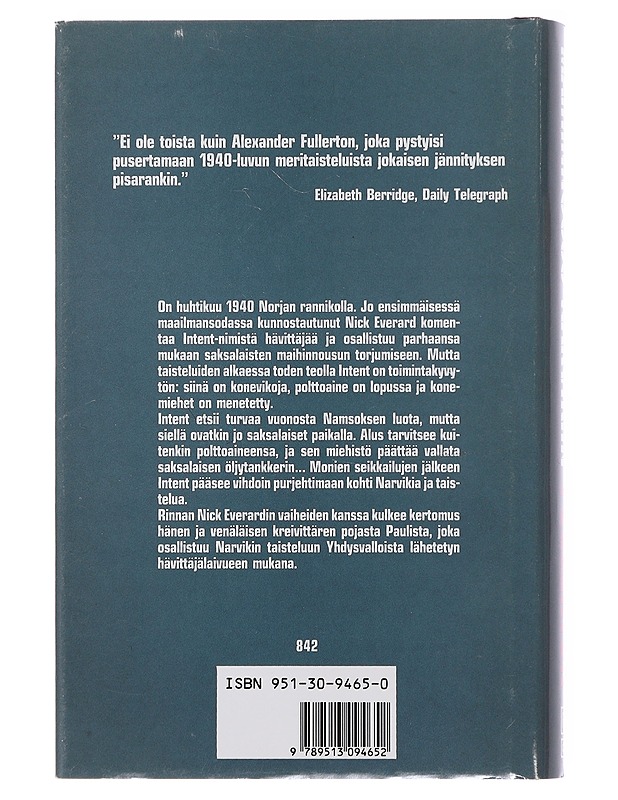 ”Ei ole toista kuin Alexander Fullerton, joka pystyisi
pusertamaan 1940-luvun meritaisteluista jokaisen jännityksen
pisarankin.”
Elizabeth Berridge, Daily Telegraph
On huhtikuu 1940 Norjan rannikolla. Jo ensimmäisessä
maailmansodassa kunnostautunut Nick Everard komen-
taa Intent-nimistä hävittäjää ja osallistuu parhaansa
mukaan saksalaisten maihinnousun torjumiseen. Mutta
taisteluiden alkaessa toden teolla Intent on toimintakyvy-
tön: siinä on konevikoja, polttoaine on lopussa ja kone-
miehet on menetetty.
Intent etsii turvaa vuonosta Namsoksen luota, mutta
siellä ovatkin jo saksalaiset paikalla. Alus tarvitsee kui-
tenkin polttoaineensa, ja sen miehistö päättää vallata
saksalaisen öljytankkerin... Monien seikkailujen jälkeen
Intent pääsee vihdoin purjehtimaan kohti Narvikia ja tais-
telua.
Rinnan Nick Everardin vaiheiden kanssa kulkee kertomus
hänen ja venäläisen kreivittären pojasta Paulista, joka
osallistuu Narvikin taisteluun Yhdysvalloista lähetetyn
hävittäjälaivueen mukana.
842
ISBN 951-30-9465-0
9 789513 094652